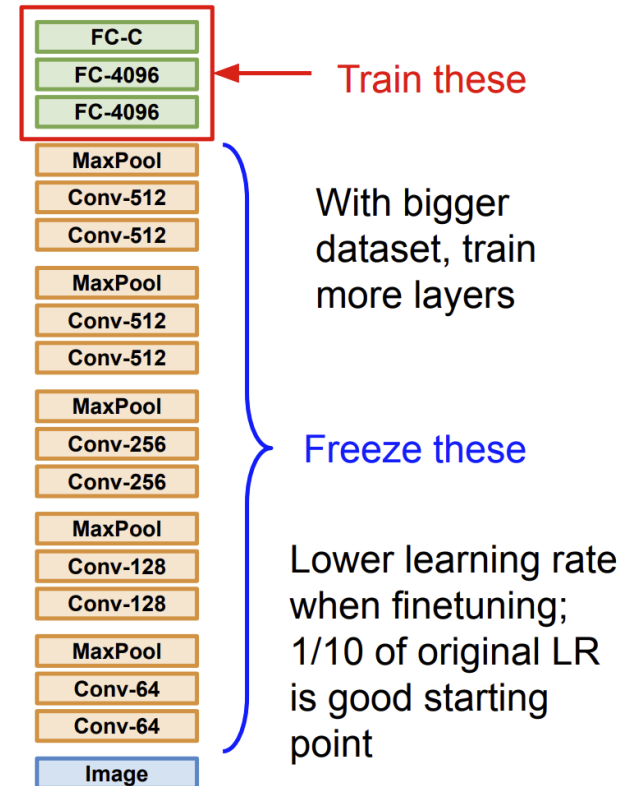 FC-C
FC-4096
FC-4096
Train these
MaxPool
Conv-512
Conv-512
With bigger
dataset, train
more layers
MaxPool
Conv-512
Conv-512
MaxPool
Conv-256
Conv-256
Freeze these
MaxPool
Conv-128
Conv-128
Lower learning rate
when finetuning;
1/10 of original LR
is good starting
point
MaxPool
Conv-64
Conv-64
Image